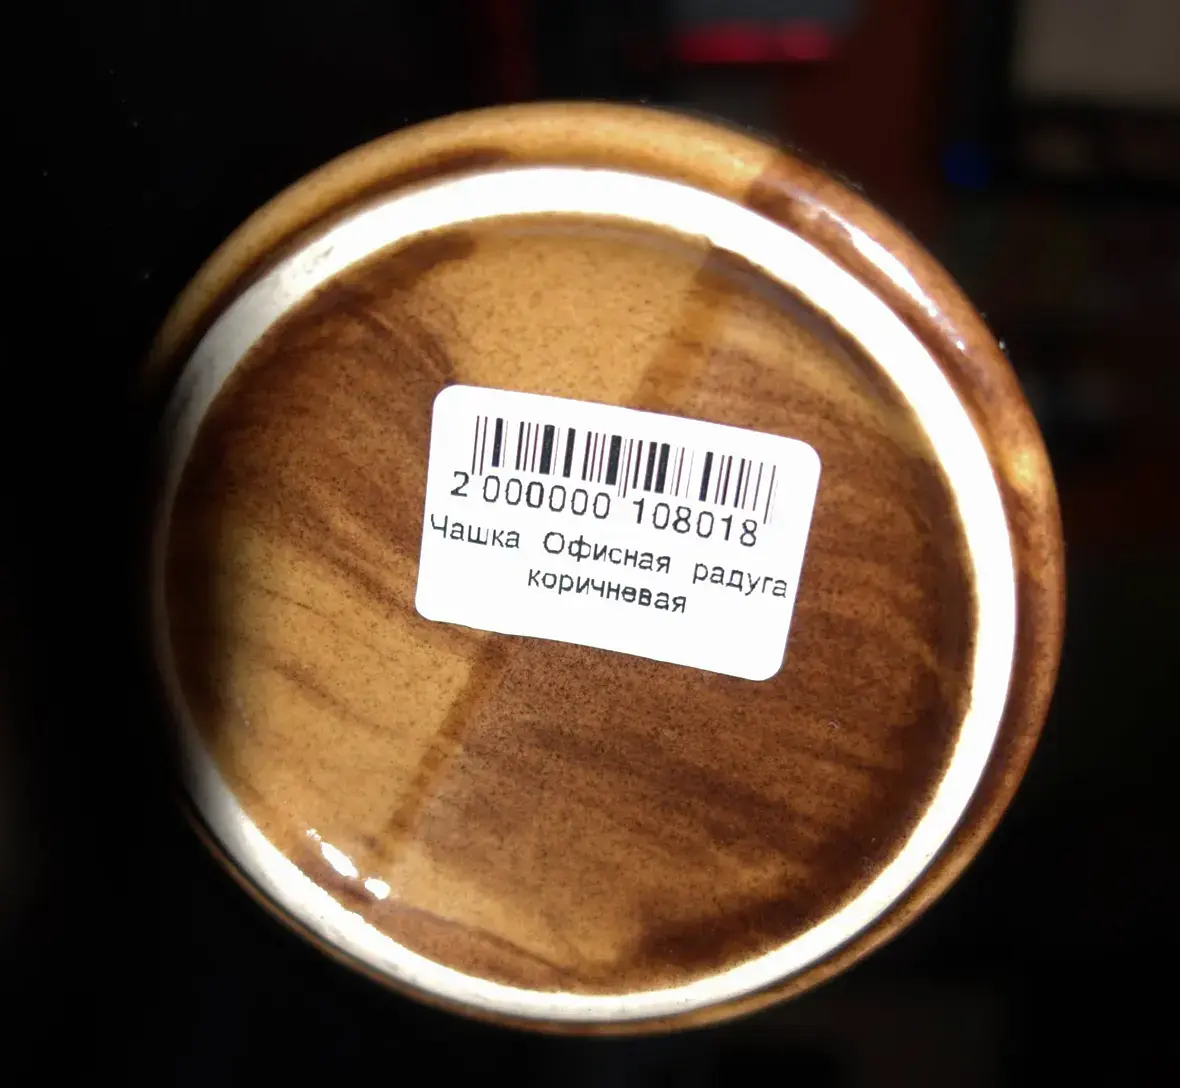 2 000000 108018
Чашка Офисная радуга
коричневая